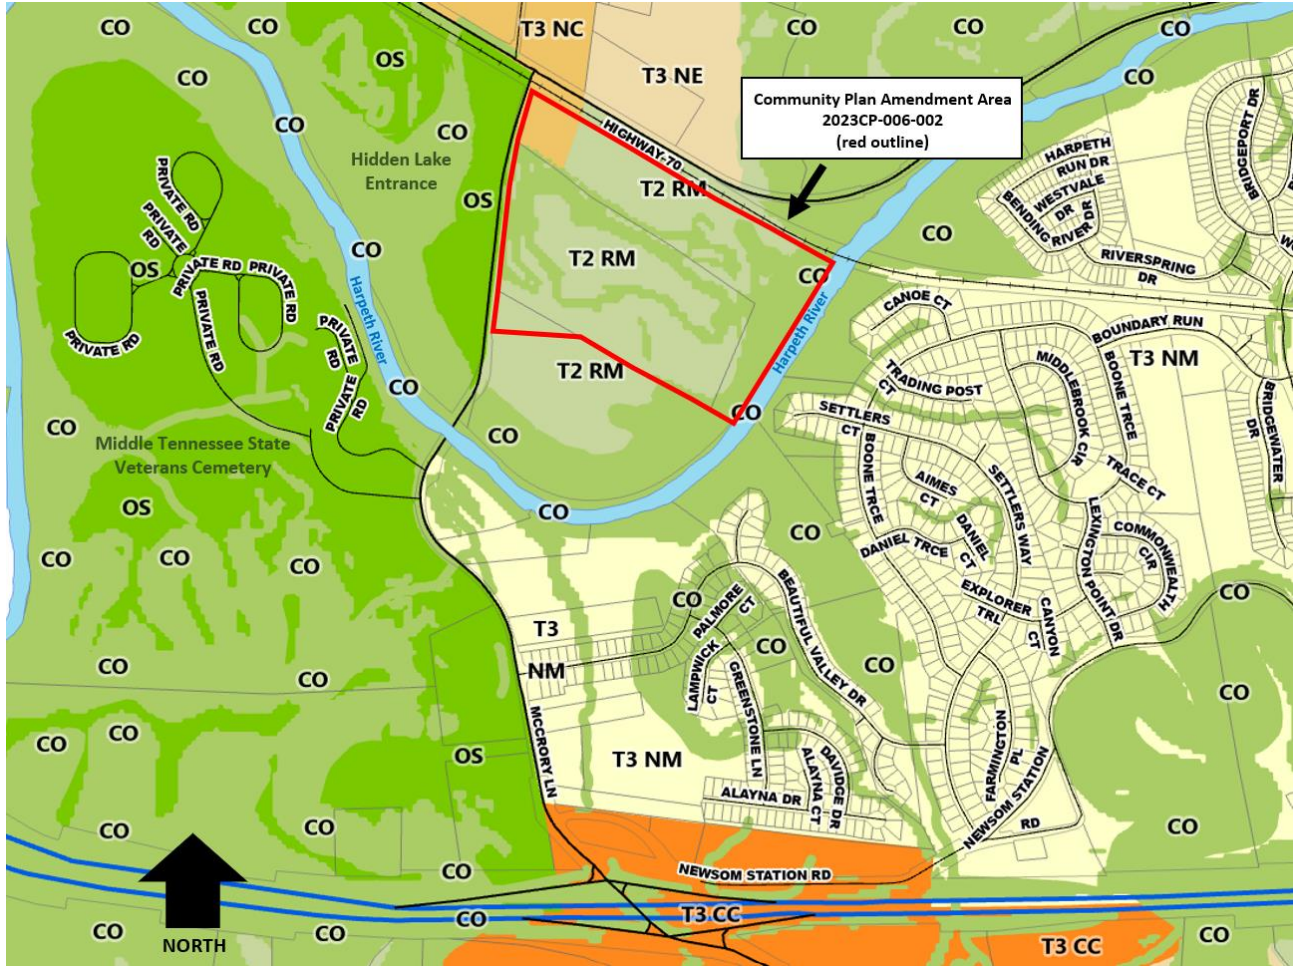 CO
CO
T3 NC
CO
CO
CO
OS
T3 NE
CO
CO
Community Plan Amendment Area
2023CP-006-002
(red outline)
CO
CO
HIGHWAY-70
BRIDGEPORT DR
Hidden Lake
Entrance
HARPETH
RUN DR
WESTVALE
DR
BENDING
RIVER DR
PRIVATE RD
PRIVATE
RD
T2 RM
OS
CO
CO
RIVERSPRING
DR
OS
PRIVATE RD
PRIVATE RD
T2 RM
CO
PRIVATE RD
PRIVATE RD
PRIVATE
RD
Harpeth River
Harpeth River
CANOE CT
BOUNDARY RUN
T3 NM
PRIVATE
RD
CO
T2 RM
TRADING POST
CT
MIDDLEBROOK CIR
BOONE TRCE
BRIDGEWATER
DR
CO
SETTLERS
CT
CO
CO
Middle Tennessee State
Veterans Cemetery
BOONE TRCE
SETTLERS WAY
TRACE CT
AIMES
CT
OS
CO
CO
DANIEL
CT
DANIEL TRCE
LEXINGTON POINT DR
COMMONWEALTH
CIR
CO
CO
CO
EXPLORER
TRL
CANYON
CT
CO
CO
PALMORE
CT
BEAUTIFUL VALLEY DR
T3
NM
CO
CO
CO
CO
LAMPWICK
CT
GREENSTONE LN
CO
CO
CO
MCCRORY LN
OS
T3 NM
FARMINGTON
PL
DAVIDGE DR
ALAYNA CT
ALAYNA DR
NEWSOM STATION
RD
CO
CO
CO
CO
NEWSOM STATION RD
CO
T3 CC
CO
CO
NORTH
T3 CC
CO